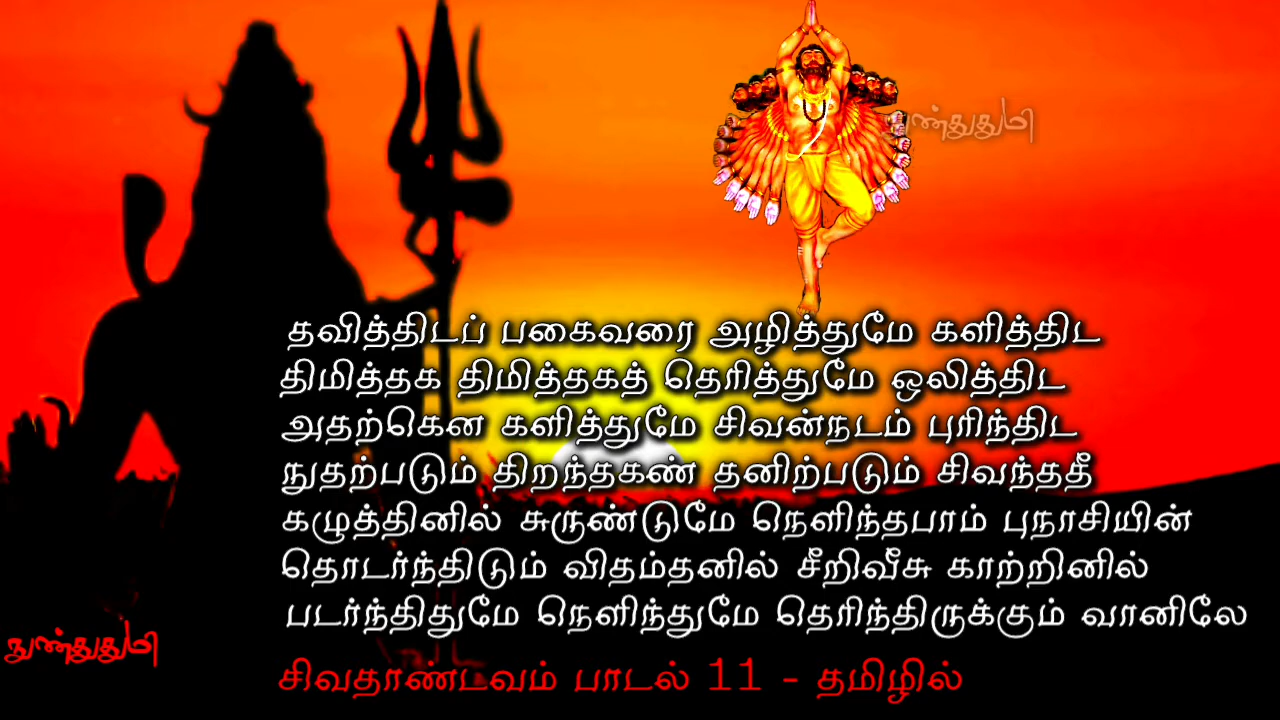 நுண்துதுமி
தவித்திடப் பகைவரை அழித்துமே களித்திட
திமித்தக திமித்தகத் தெரித்துமே ஒலித்திட
அதற்கென களித்துமே சிவன்நடம் புரிந்திட
நுதற்படும் திறந்தகண் தனிற்படும் சிவந்ததீ
கழுத்தினில் சுருண்டுமே நெளிந்தபாம் புநாசியின்
தொடர்ந்திடும் விதம்தனில் சீறிவீசு காற்றினில்
படர்ந்திதுமே நெளிந்துமே தெரிந்திருக்கும் வானிலே
நுண்துதுமி
சிவதாண்டவம் பாடல் 11 - தமிழில்